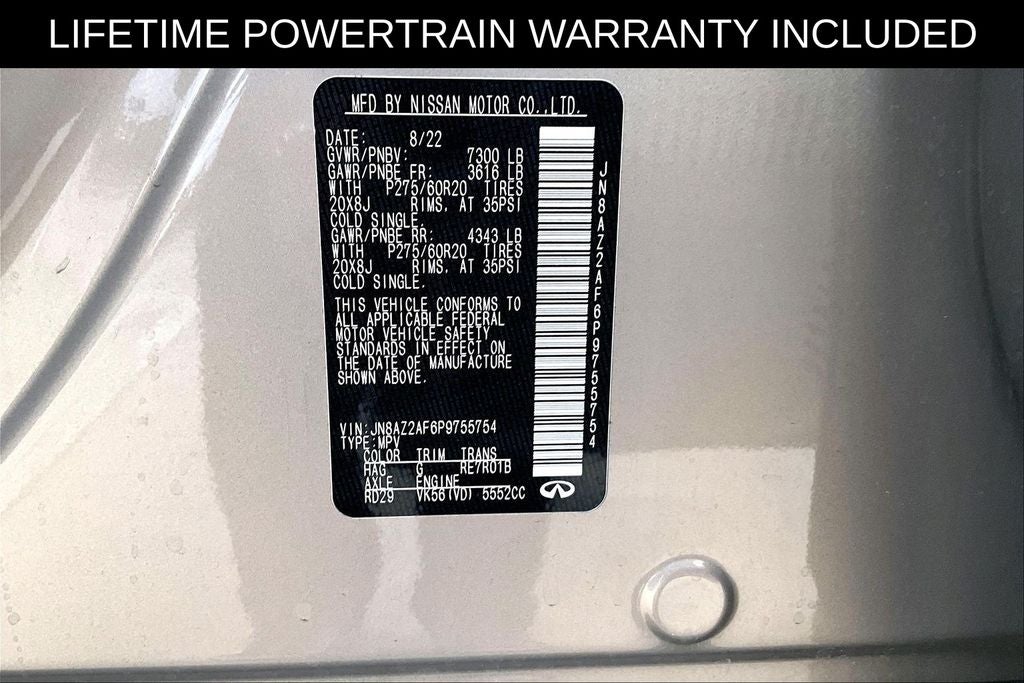 LIFETIME POWERTRAIN WARRANTY INCLUDED
MFD BY NISSAN MOTOR CO.,LTD.
DATE: 8/22
GVWR/PNBV: 7300 LB
GAWR/PNBE FR: 3616 LB
WITH P275/60R20 TIRES
20X8J RIMS, AT 35PSI
COLD SINGLE.
GAWR/PNBE RR: 4343 LB
WITH P275/60R20 TIRES
20X8J RIMS, AT 35PSI
COLD SINGLE.
THIS VEHICLE CONFORMS TO
ALL APPLICABLE FEDERAL
MOTOR VEHICLE SAFETY
STANDARDS IN EFFECT ON
THE DATE OF MANUFACTURE
SHOWN ABOVE.
VIN:JN8AZ2AF6P9755754
TYPE:MPV
COLOR TRIM TRANS
HAG G RE7R01B
AXLE ENGINE
RD29 VK56(VD) 5552CC
JN8AZ2AF6P9755754